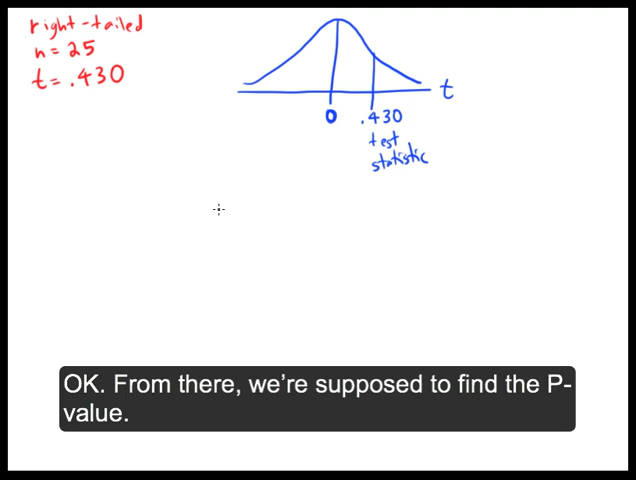 right-tailed
n = 25
t = .430
t
0 .430
test
statistic
OK. From there, we're supposed to find the P-
value.